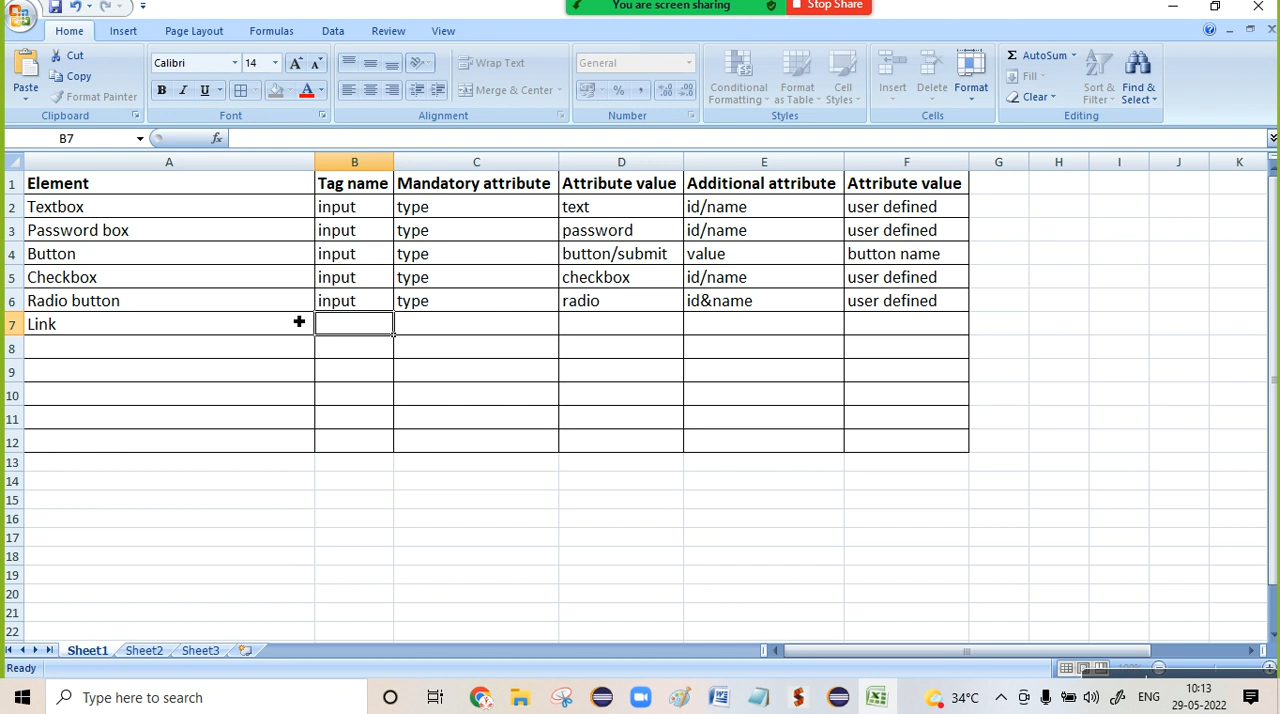 You are screen sharing
Stop Share
Home Insert Page Layout Formulas Data Review View
Cut
Copy
Format Painter
Paste
Clipboard
Calibri 14
B I U
Font
Wrap Text
Merge & Center
Alignment
General
Number
Conditional Formatting
Format as Table
Cell Styles
Styles
Insert
Delete
Format
Cells
Σ AutoSum
Fill
Clear
Sort & Filter
Find & Select
Editing
B7 fx
A B C D E F G H I J K
1 Element Tag name Mandatory attribute Attribute value Additional attribute Attribute value
2 Textbox input type text id/name user defined
3 Password box input type password id/name user defined
4 Button input type button/submit value button name
5 Checkbox input type checkbox id/name user defined
6 Radio button input type radio id&name user defined
7 Link
8
9
10
11
12
13
14
15
16
17
18
19
20
21
22
Sheet1 Sheet2 Sheet3
Ready 100%
Type here to search
34°C ENG 10:13
29-05-2022